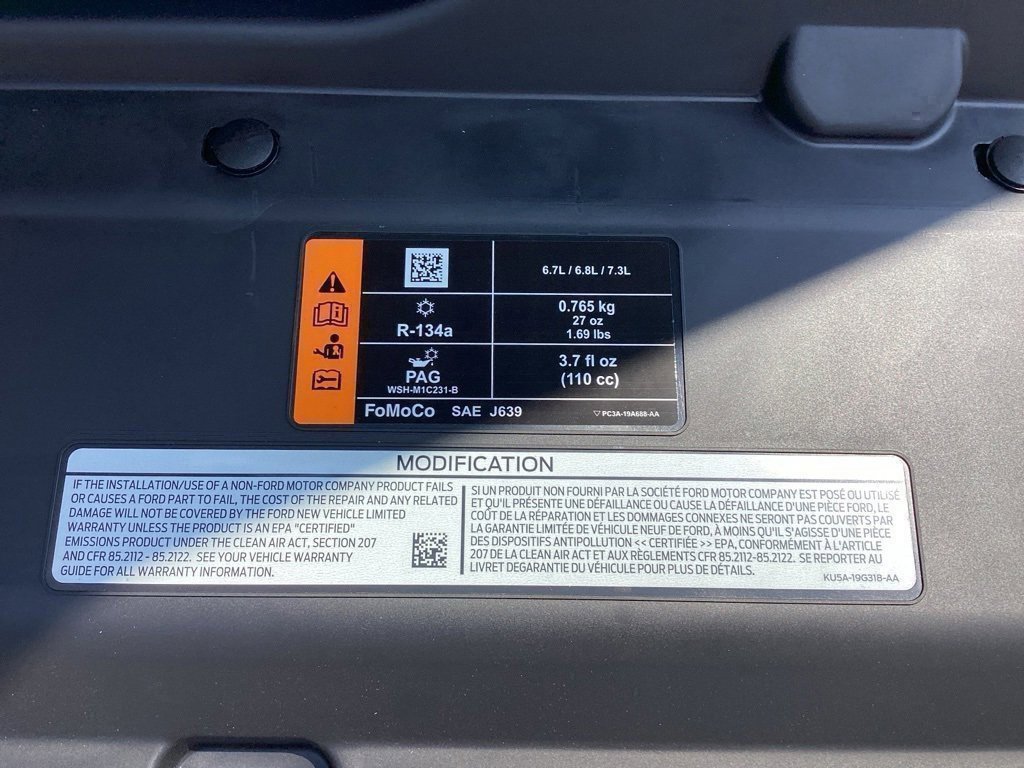 6.7L / 6.8L / 7.3L
R-134a
0.765 kg
27 oz
1.69 lbs
PAG
WSH-M1C231-B
3.7 fl oz
(110 cc)
FoMoCo SAE J639
PC3A-19A688-AA
MODIFICATION
IF THE INSTALLATION/USE OF A NON-FORD MOTOR COMPANY PRODUCT FAILS
OR CAUSES A FORD PART TO FAIL, THE COST OF THE REPAIR AND ANY RELATED
DAMAGE WILL NOT BE COVERED BY THE FORD NEW VEHICLE LIMITED
WARRANTY UNLESS THE PRODUCT IS AN EPA "CERTIFIED"
EMISSIONS PRODUCT UNDER THE CLEAN AIR ACT, SECTION 207
AND CFR 85.2112 - 85.2122. SEE YOUR VEHICLE WARRANTY
GUIDE FOR ALL WARRANTY INFORMATION.
SI UN PRODUIT NON FOURNI PAR LA SOCIÉTÉ FORD MOTOR COMPANY EST POSÉ OU UTILISÉ
ET QU'IL PRÉSENTE UNE DÉFAILLANCE OU CAUSE LA DÉFAILLANCE D'UNE PIÈCE FORD, LE
COÛT DE LA RÉPARATION ET LES DOMMAGES CONNEXES NE SERONT PAS COUVERTS PAR
LA GARANTIE LIMITÉE DE VÉHICULE NEUF DE FORD, À MOINS QU'IL S'AGISSE D'UNE PIÈCE
DES DISPOSITIFS ANTIPOLLUTION << CERTIFIÉE >> EPA, CONFORMÉMENT À L'ARTICLE
207 DE LA CLEAN AIR ACT ET AUX RÈGLEMENTS CFR 85.2112-85.2122. SE REPORTER AU
LIVRET DEGARANTIE DU VÉHICULE POUR PLUS DE DÉTAILS.
KU5A-19G318-AA